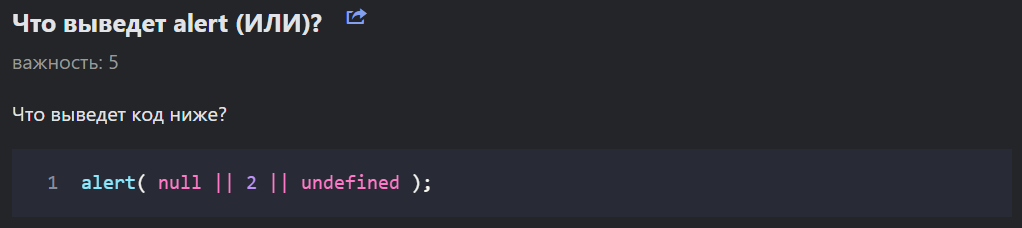 Что выведет alert (ИЛИ)?
важность: 5
Что выведет код ниже?
1 alert( null || 2 || undefined );